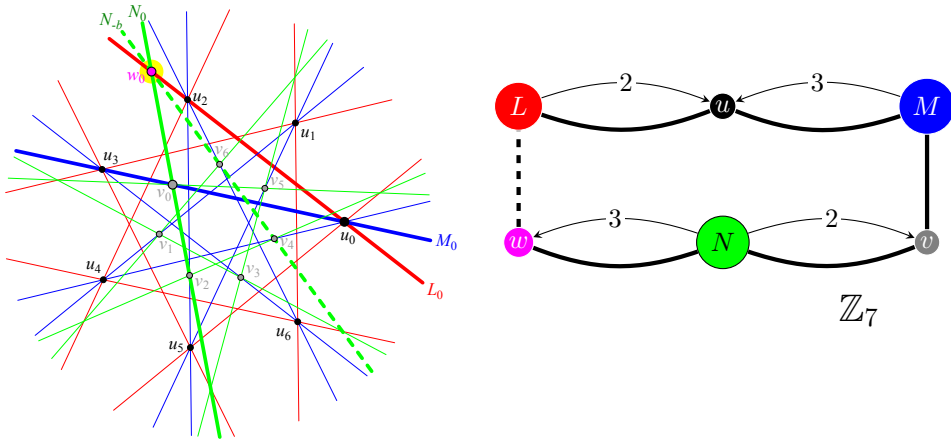 N₀
N₋b
w₀
u₂
u₁
v₆
u₃
v₀
v₅
u₀
v₁
v₄
M₀
u₄
v₂
v₃
L₀
u₅
u₆
L 2 u 3 M
w 3 N 2 v
ℤ₇